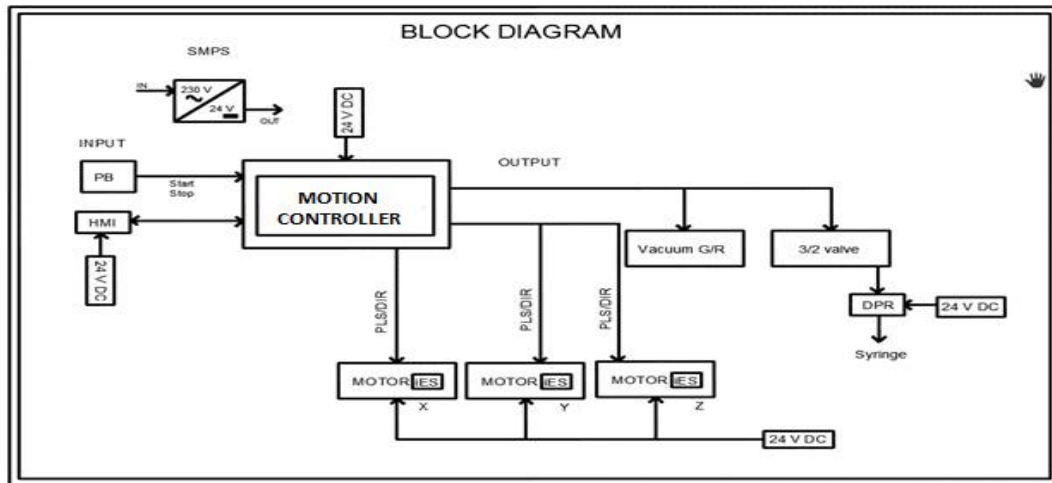 BLOCK DIAGRAM
SMPS
IN
230 V
24 V
OUT
24 V DC
INPUT
OUTPUT
PB
Start
Stop
MOTION
CONTROLLER
HMI
24 V DC
Vacuum G/R
3/2 valve
PLS/DIR
PLS/DIR
PLS/DIR
DPR
24 V DC
Syringe
MOTOR iES
X
MOTOR iES
Y
MOTOR iES
Z
24 V DC